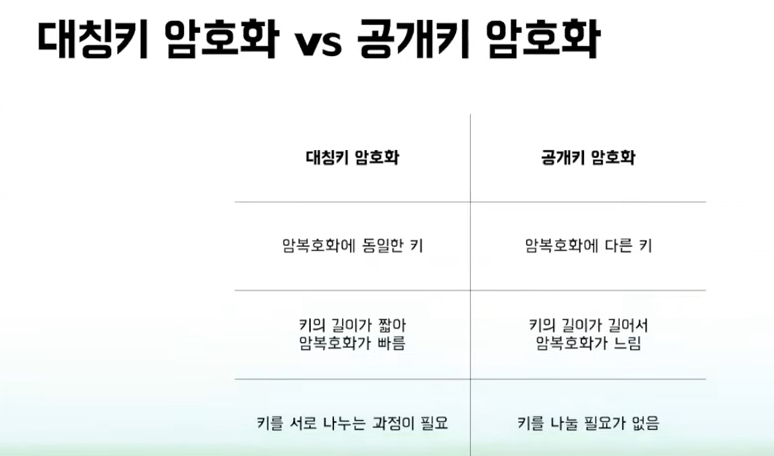 대칭키 암호화 vs 공개키 암호화
대칭키 암호화
공개키 암호화
암복호화에 동일한 키
암복호화에 다른 키
키의 길이가 짧아
암복호화가 빠름
키의 길이가 길어서
암복호화가 느림
키를 서로 나누는 과정이 필요
키를 나눌 필요가 없음